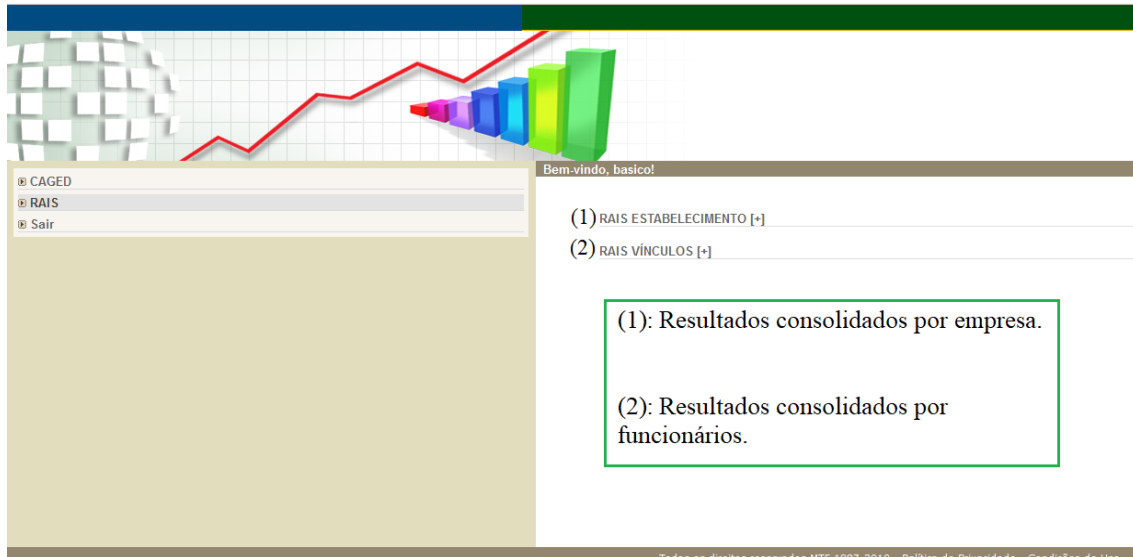 Bem-vindo, basico!
CAGED
RAIS
Sair
(1) RAIS ESTABELECIMENTO [+]
(2) RAIS VÍNCULOS [+]
(1): Resultados consolidados por empresa.
(2): Resultados consolidados por
funcionários.
Todos os direitos reservados MTE 1997-2010 - Política de Privacidade - Condições de Uso